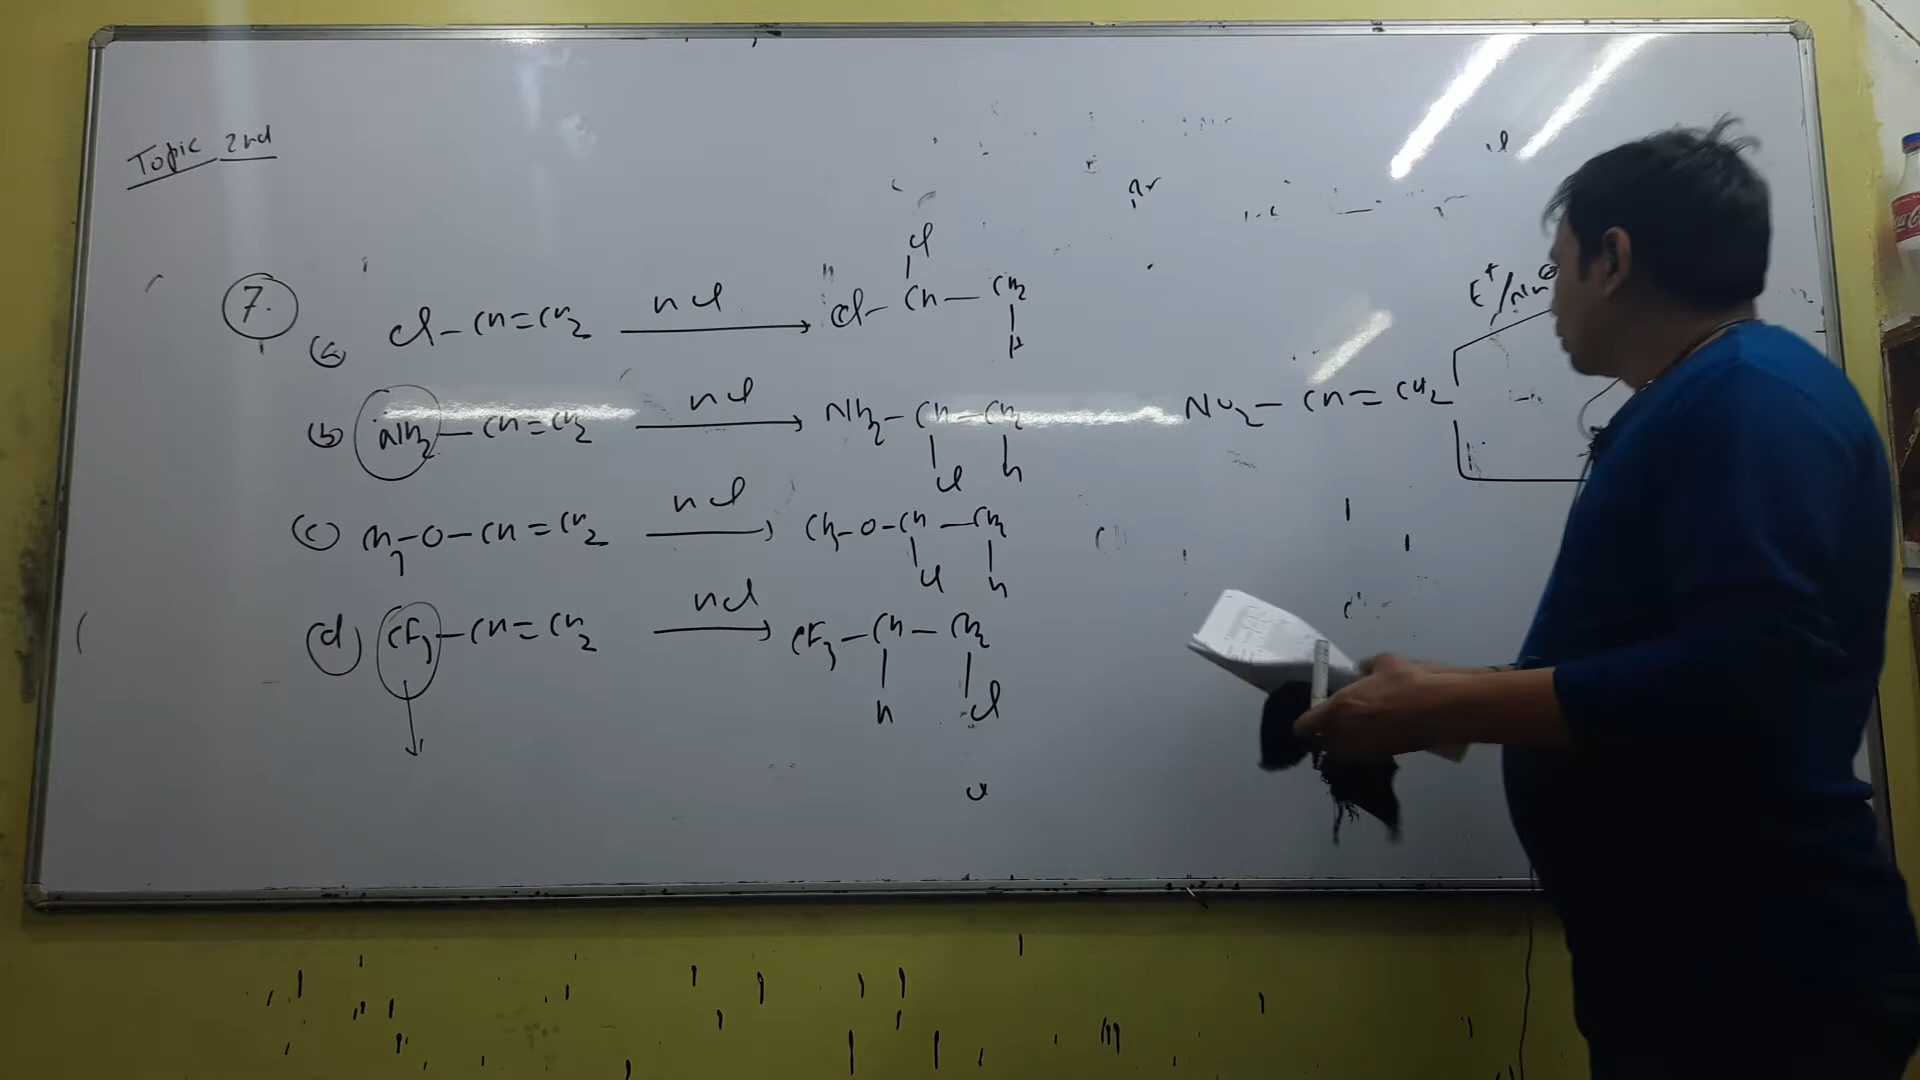 Topic 2nd
7.
(a) Cl-CH=CH2 HCl Cl-CH-CH2
Cl H
(b) NH2-CH=CH2 HCl NH2-CH-CH2
Cl H
(c) CH3-O-CH=CH2 HCl CH3-O-CH-CH2
Cl H
(d) CF3-CH=CH2 HCl CF3-CH-CH2
H Cl
NO2-CH=CH2